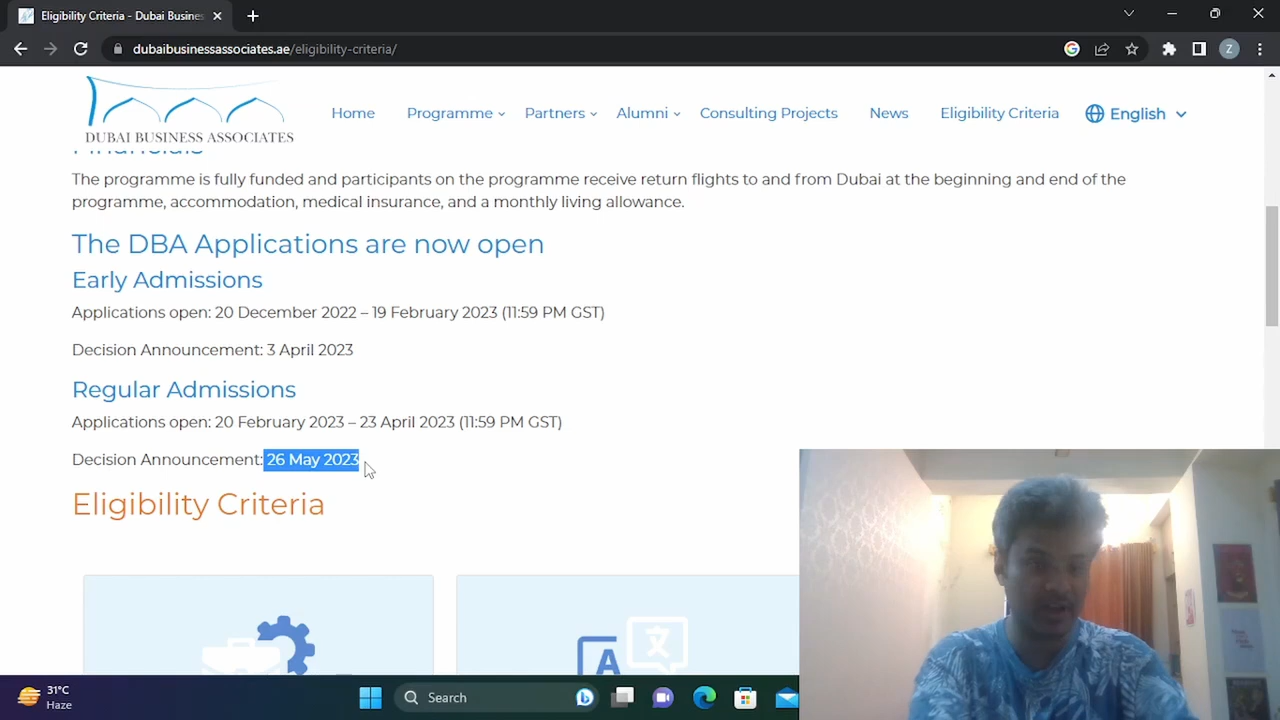 Eligibility Criteria - Dubai Busines
dubaibusinessassociates.ae/eligibility-criteria/
Z
DUBAI BUSINESS ASSOCIATES
Home Programme Partners Alumni Consulting Projects News Eligibility Criteria English
Financials
The programme is fully funded and participants on the programme receive return flights to and from Dubai at the beginning and end of the
programme, accommodation, medical insurance, and a monthly living allowance.
The DBA Applications are now open
Early Admissions
Applications open: 20 December 2022 – 19 February 2023 (11:59 PM GST)
Decision Announcement: 3 April 2023
Regular Admissions
Applications open: 20 February 2023 – 23 April 2023 (11:59 PM GST)
Decision Announcement: 26 May 2023
Eligibility Criteria
A 文
31°C
Haze
Search